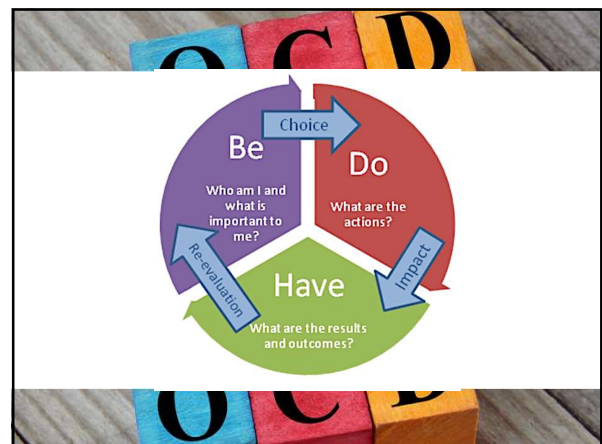 O C D
Be
Choice
Do
Who am I and
what is
important to
me?
What are the
actions?
Re-evaluation
Impact
Have
What are the results
and outcomes?
O C D